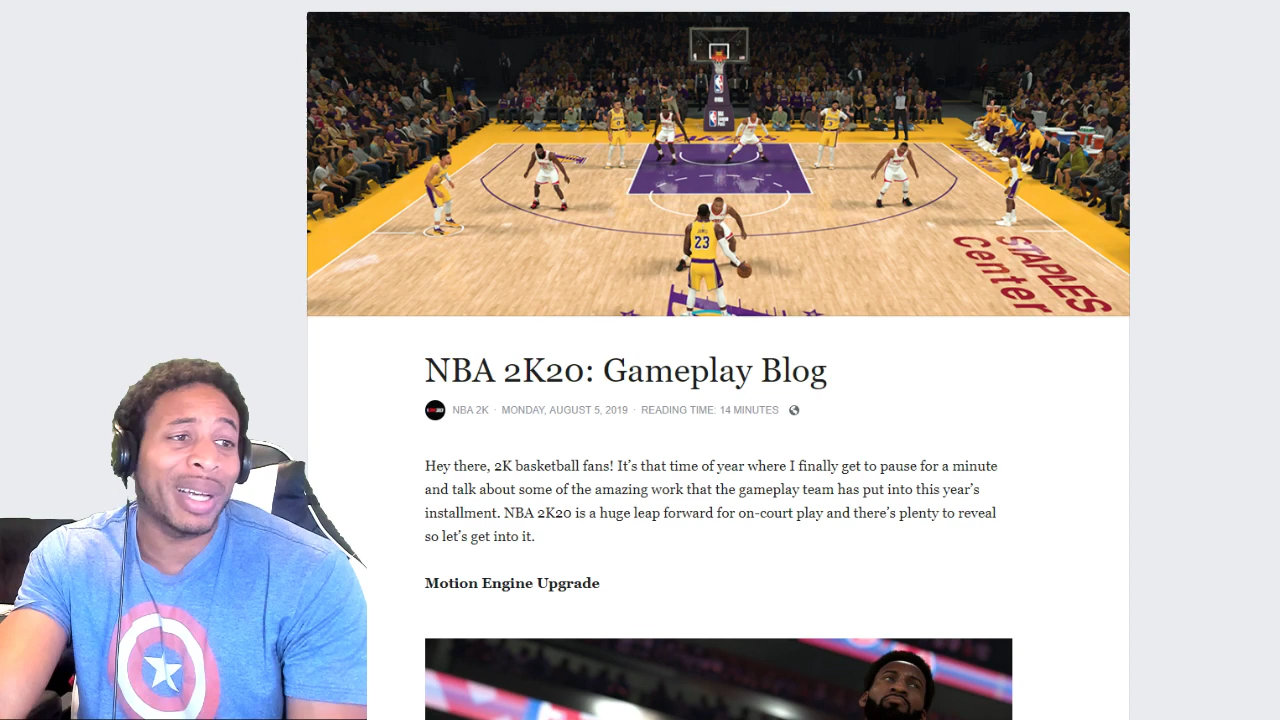 JAMES
23
STAPLES
Center
NBA 2K20: Gameplay Blog
NBA 2K · MONDAY, AUGUST 5, 2019 · READING TIME: 14 MINUTES
Hey there, 2K basketball fans! It’s that time of year where I finally get to pause for a minute
and talk about some of the amazing work that the gameplay team has put into this year’s
installment. NBA 2K20 is a huge leap forward for on-court play and there’s plenty to reveal
so let’s get into it.
Motion Engine Upgrade